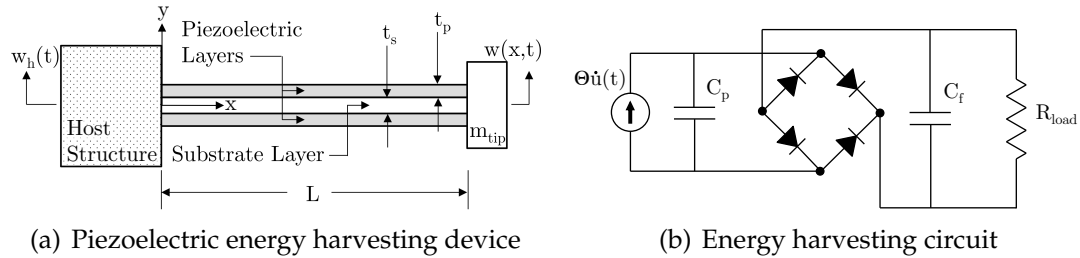 y
Piezoelectric
Layers
t_s
t_p
w_h(t)
w(x,t)
x
Host
Structure
Substrate Layer
m_tip
L
(a) Piezoelectric energy harvesting device
Θu̇(t)
C_p
C_f
R_load
(b) Energy harvesting circuit